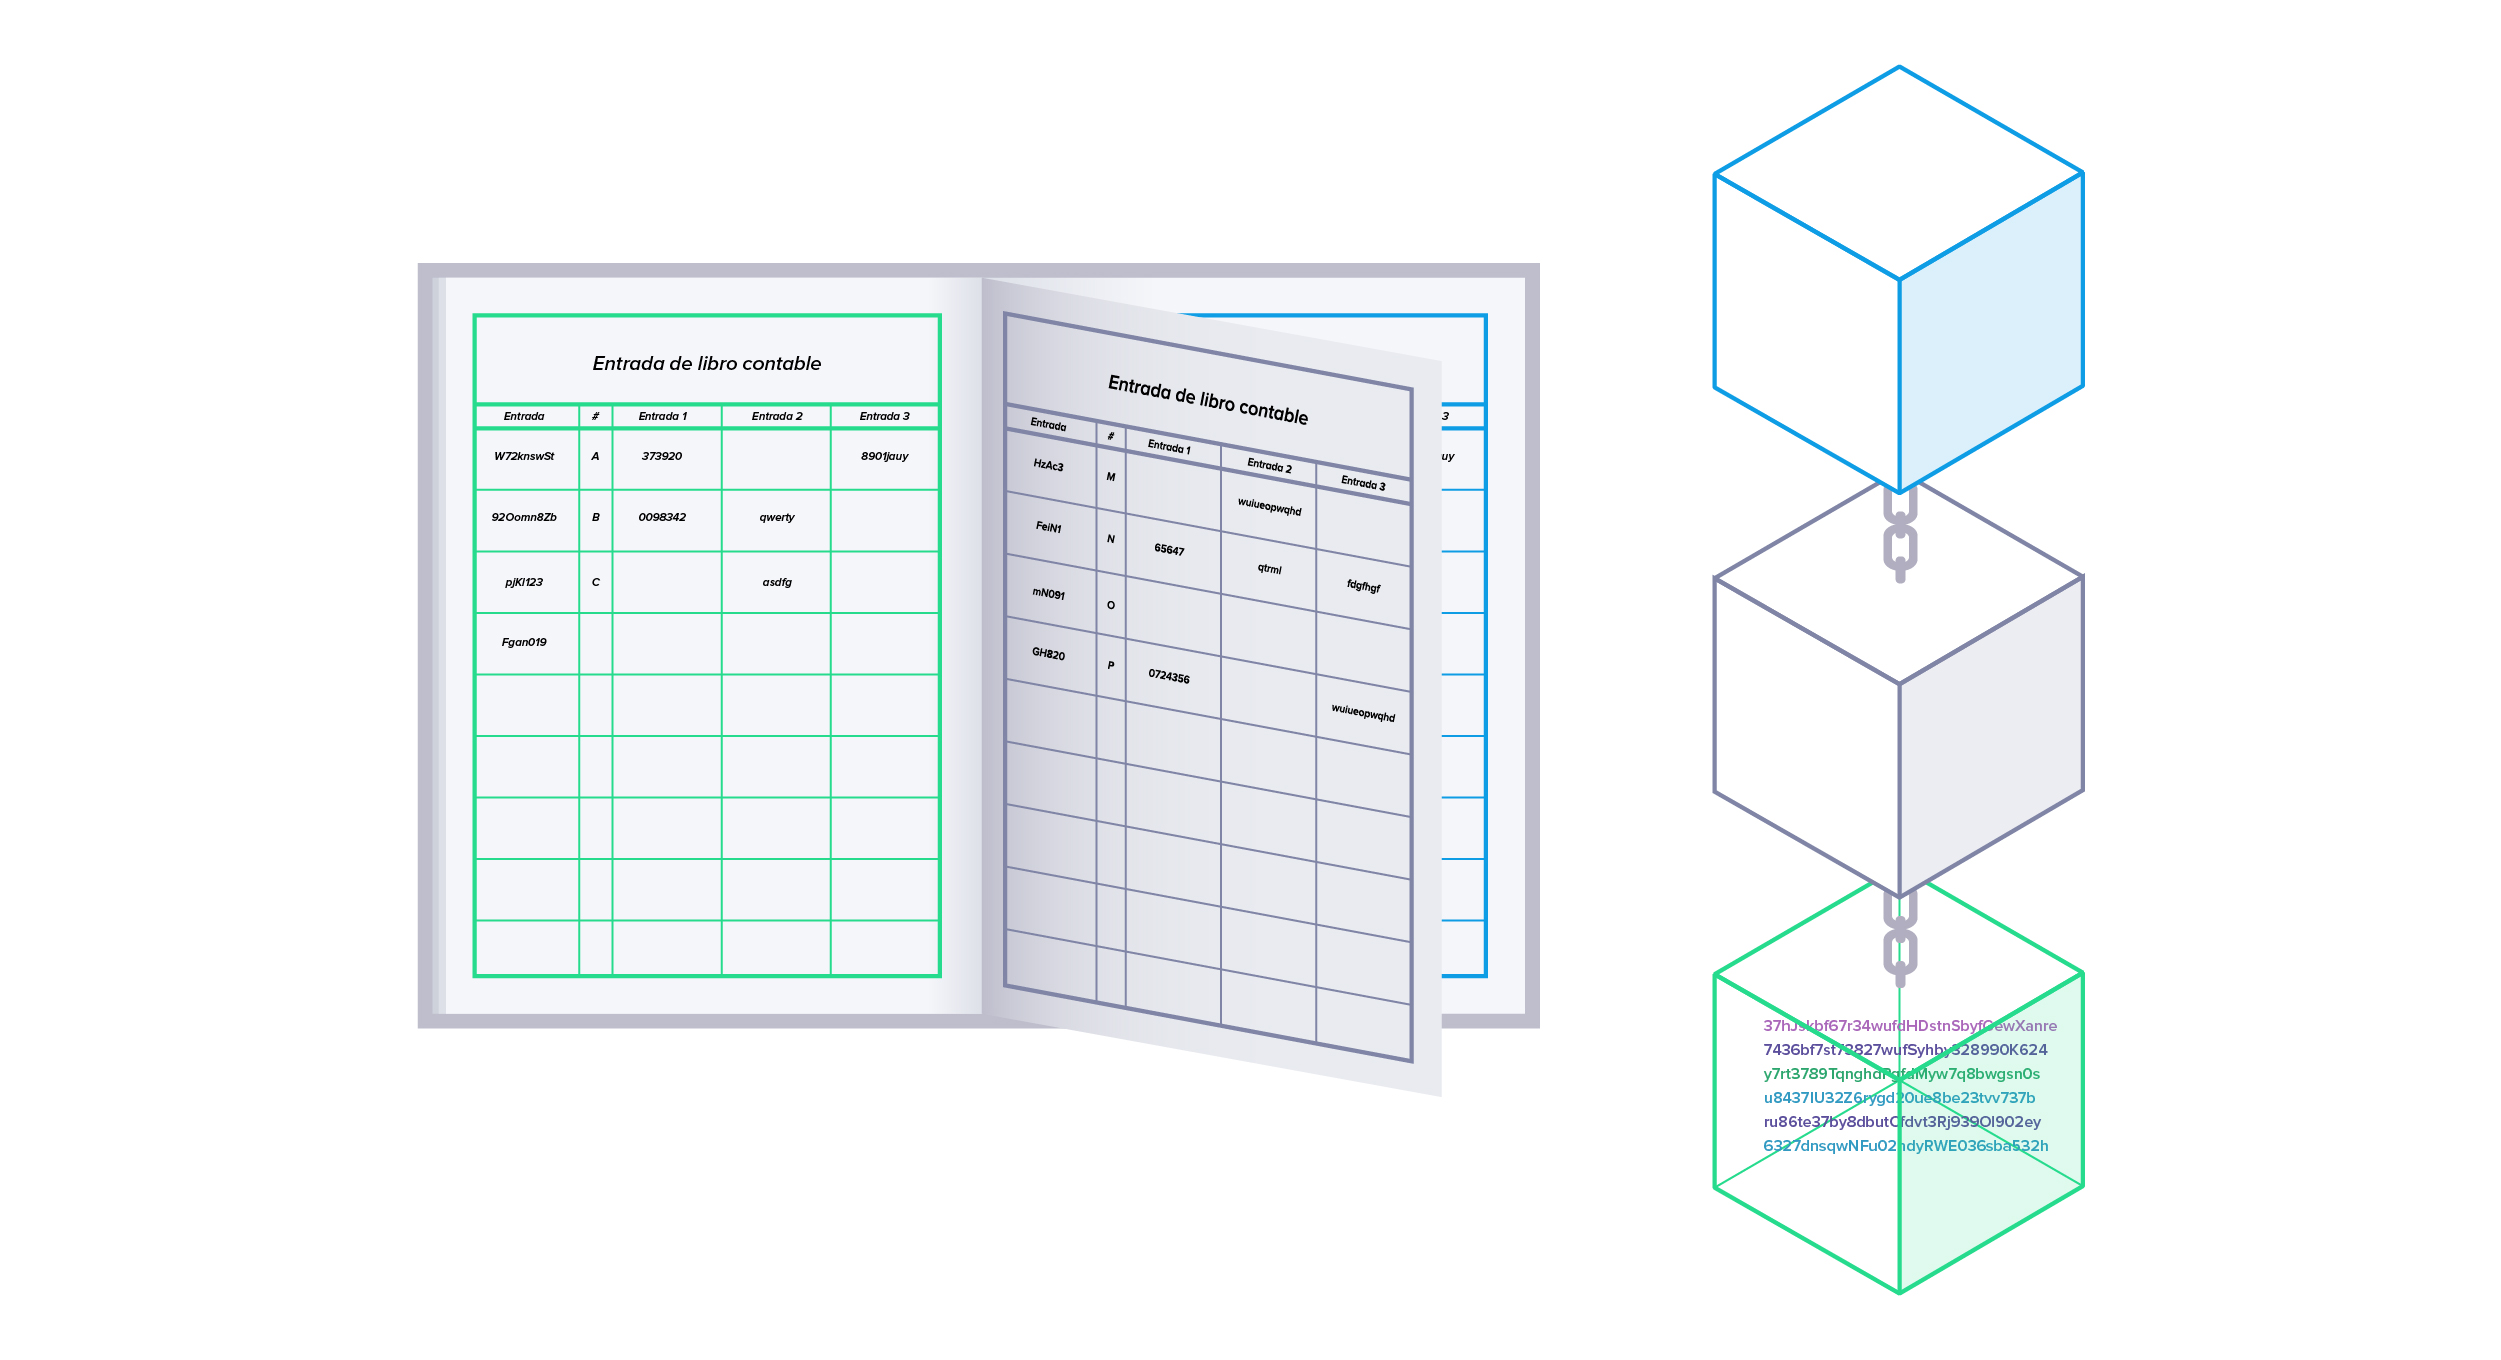 Entrada de libro contable
Entrada # Entrada 1 Entrada 2 Entrada 3
W72knswSt A 373920 8901jauy
92Oomn8Zb B 0098342 qwerty
pjKl123 C asdfg
Fgan019
Entrada de libro contable
Entrada # Entrada 1 Entrada 2 Entrada 3
HzAc3 M wuiueopwqhd
FeiN1 N 65647 qtrml fdgfhgf
mN091 O
GH820 P 0724356 wuiueopwqhd
3
uy
37hJskbf67r34wufdHDstnSbyfGewXanre
7436bf7st73827wufSyhby328990K624
y7rt3789TqnghdPgfdMyw7q8bwgsn0s
u8437IU32Z6rygd20ue8be23tvv737b
ru86te37by8dbutCfdvt3Rj939Ol902ey
6327dnsqwNFu02ndyRWE036sba532h